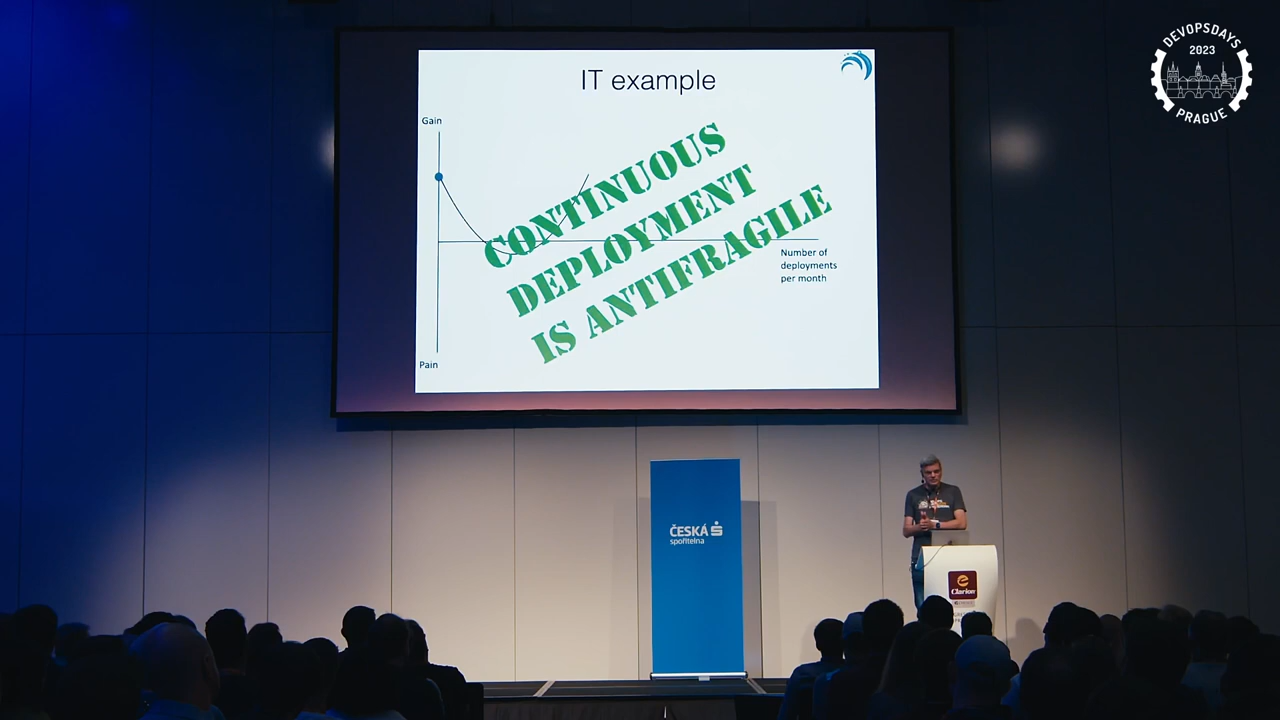 DEVOPSDAYS
2023
PRAGUE
IT example
Gain
CONTINUOUS
DEPLOYMENT
IS ANTIFRAGILE
Number of
deployments
per month
Pain
ČESKÁ
spořitelna
Clarion